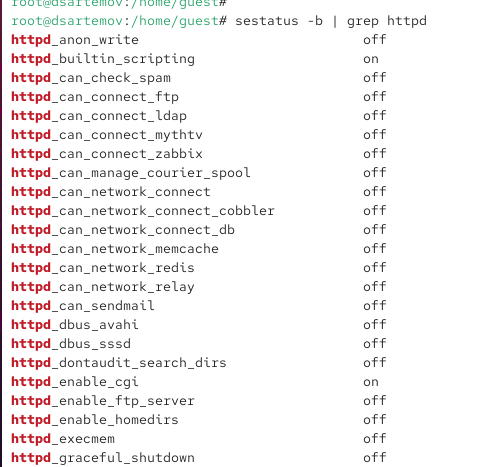 root@dsartemov:/home/guest#
root@dsartemov:/home/guest# sestatus -b | grep httpd
httpd_anon_write off
httpd_builtin_scripting on
httpd_can_check_spam off
httpd_can_connect_ftp off
httpd_can_connect_ldap off
httpd_can_connect_mythtv off
httpd_can_connect_zabbix off
httpd_can_manage_courier_spool off
httpd_can_network_connect off
httpd_can_network_connect_cobbler off
httpd_can_network_connect_db off
httpd_can_network_memcache off
httpd_can_network_redis off
httpd_can_network_relay off
httpd_can_sendmail off
httpd_dbus_avahi off
httpd_dbus_sssd off
httpd_dontaudit_search_dirs off
httpd_enable_cgi on
httpd_enable_ftp_server off
httpd_enable_homedirs off
httpd_execmem off
httpd_graceful_shutdown off